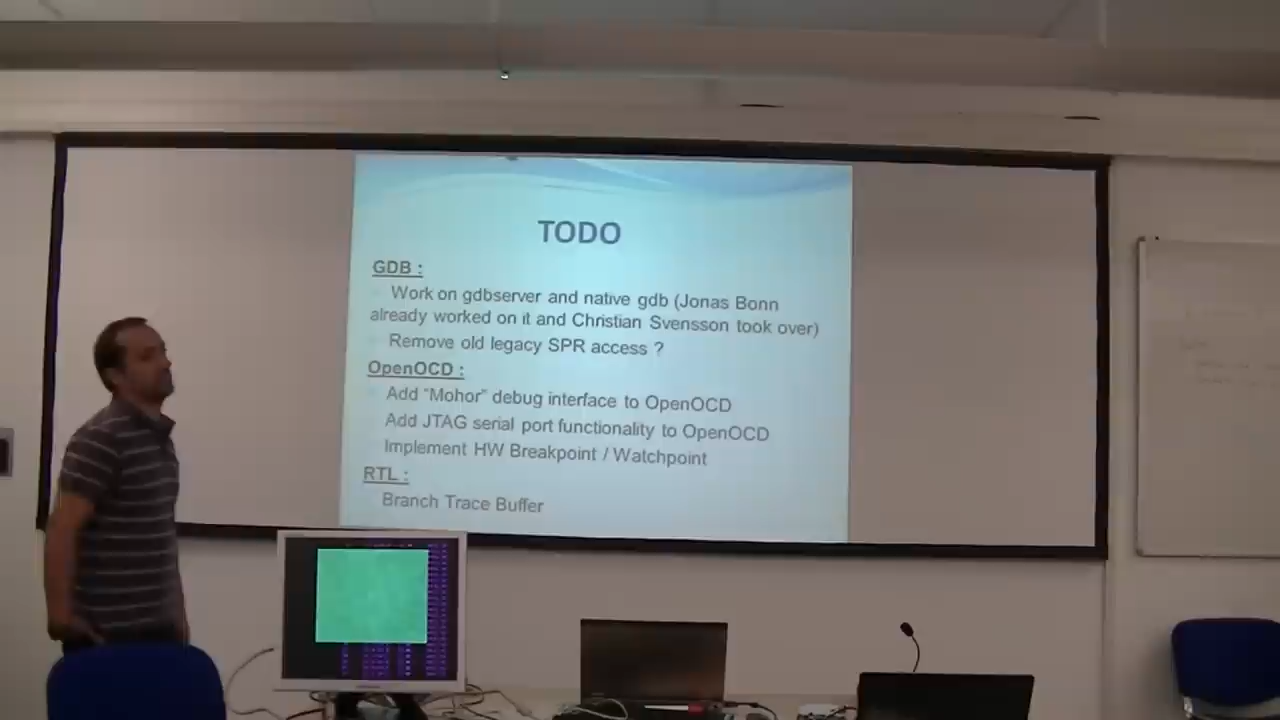 TODO
GDB :
Work on gdbserver and native gdb (Jonas Bonn
already worked on it and Christian Svensson took over)
Remove old legacy SPR access ?
OpenOCD :
Add "Mohor" debug interface to OpenOCD
Add JTAG serial port functionality to OpenOCD
Implement HW Breakpoint / Watchpoint
RTL :
Branch Trace Buffer